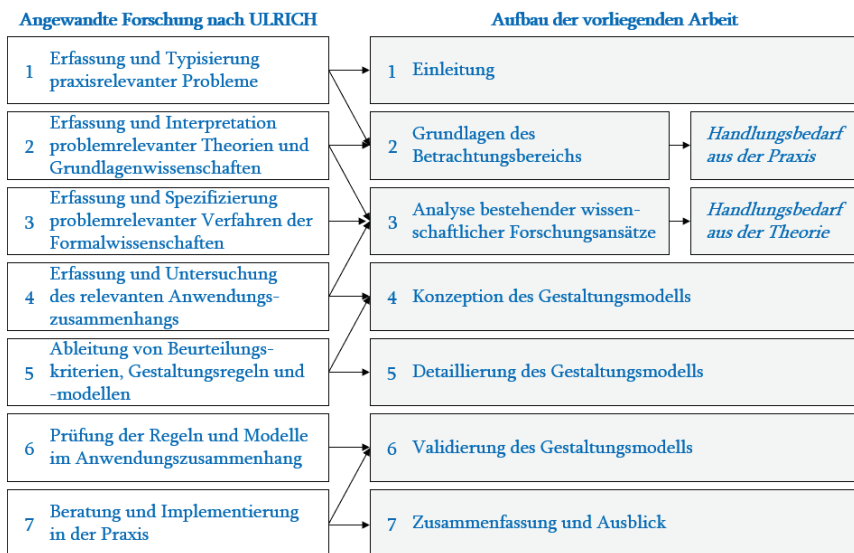 Angewandte Forschung nach ULRICH
1 Erfassung und Typisierung
praxisrelevanter Probleme
2 Erfassung und Interpretation
problemrelevanter Theorien und
Grundlagenwissenschaften
3 Erfassung und Spezifizierung
problemrelevanter Verfahren der
Formalwissenschaften
4 Erfassung und Untersuchung
des relevanten Anwendungs-
zusammenhangs
5 Ableitung von Beurteilungs-
kriterien, Gestaltungsregeln und
-modellen
6 Prüfung der Regeln und Modelle
im Anwendungszusammenhang
7 Beratung und Implementierung
in der Praxis
Aufbau der vorliegenden Arbeit
1 Einleitung
2 Grundlagen des
Betrachtungsbereichs
Handlungsbedarf
aus der Praxis
3 Analyse bestehender wissen-
schaftlicher Forschungsansätze
Handlungsbedarf
aus der Theorie
4 Konzeption des Gestaltungsmodells
5 Detaillierung des Gestaltungsmodells
6 Validierung des Gestaltungsmodells
7 Zusammenfassung und Ausblick